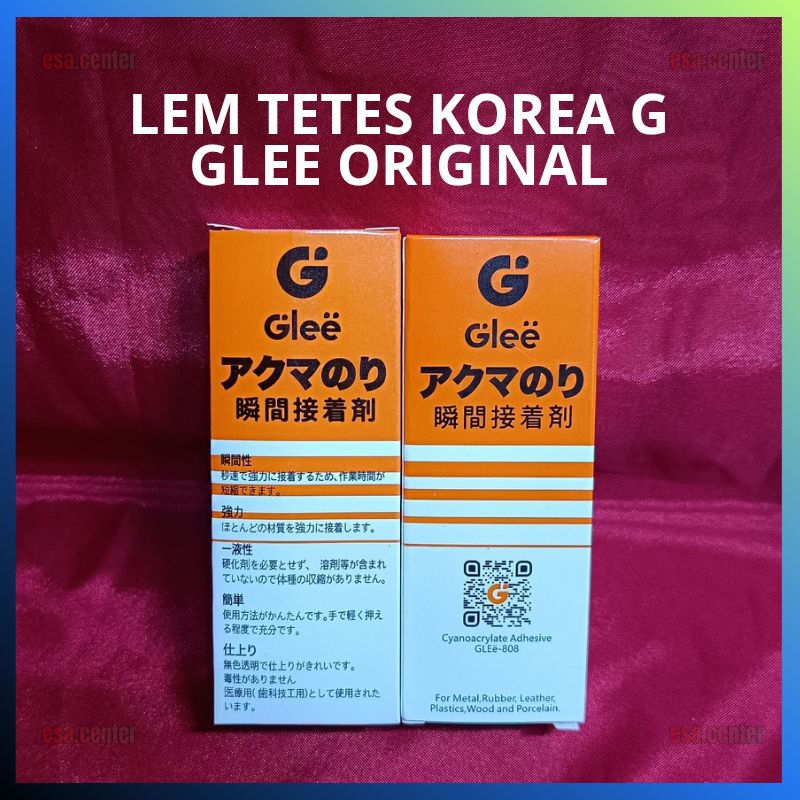 esa.center
esa.center
LEM TETES KOREA G
GLEE ORIGINAL
G
Gleë
アクマのり
瞬間接着剤
瞬間性
秒速で強力に接着するため、作業時間が
短縮できます。
強力
ほとんどの材質を強力に接着します。
一液性
硬化剤を必要とせず、 溶剤等が含まれ
ていないので体種の収縮がありません。
簡単
使用方法がかんたんです。手で軽く押え
る程度で充分です。
仕上り
無色透明で仕上りがきれいです。
毒性がありません
医療用( 歯科技工用)として使用された
います。
G
Gleë
アクマのり
瞬間接着剤
G
Cyanoacrylate Adhesive
GLEë-808
For Metal,Rubber, Leather,
Plastics,Wood and Porcelain.
esa.center
esa.center